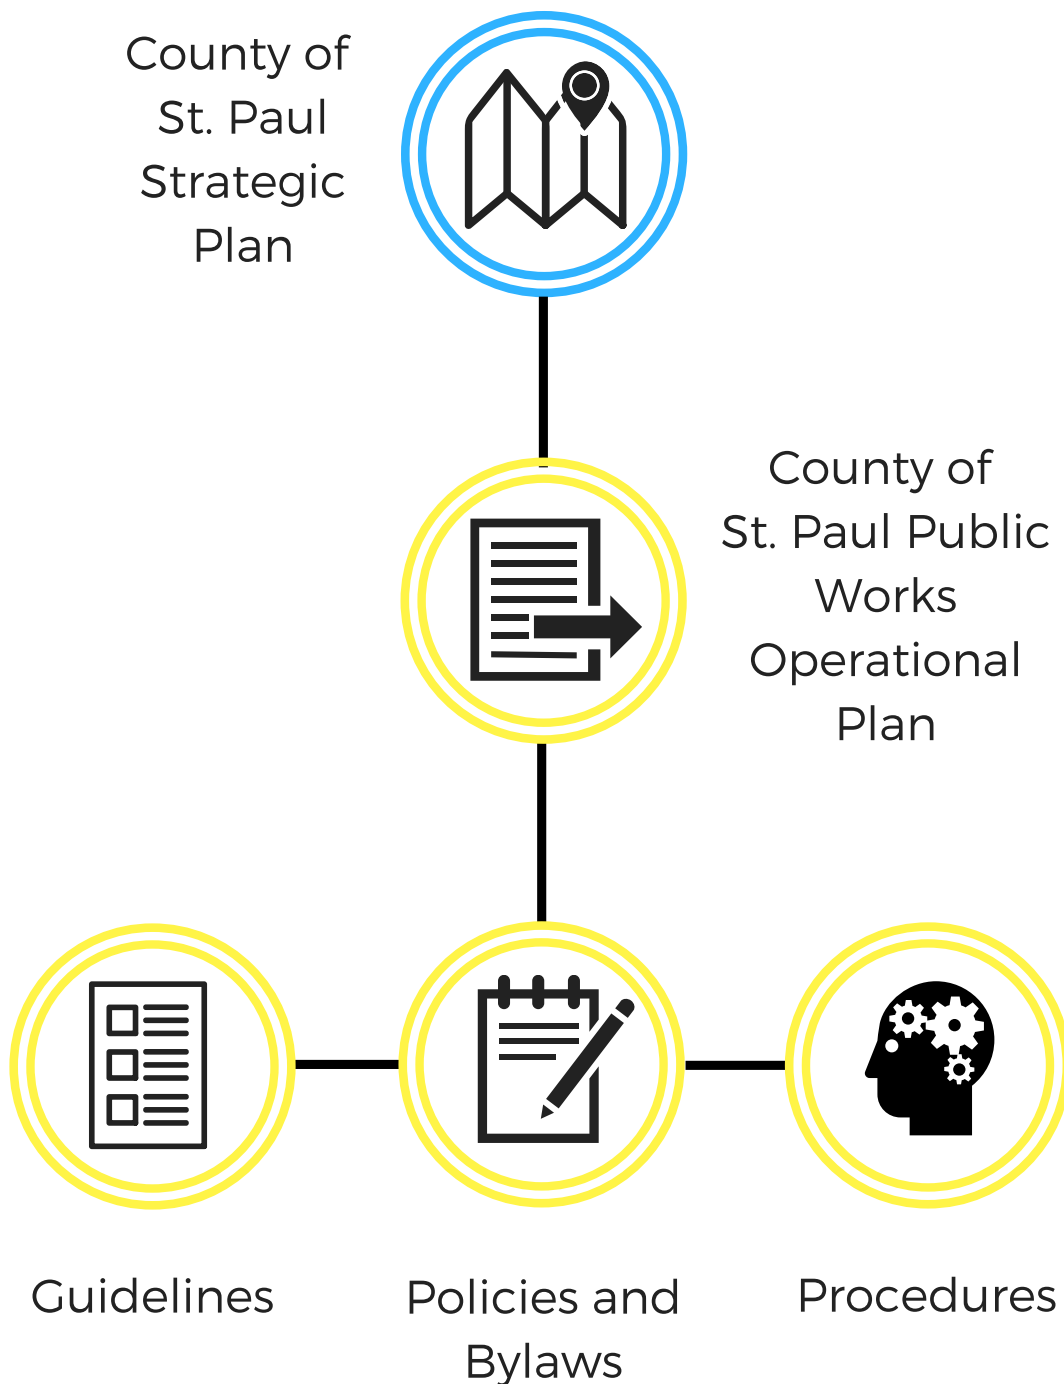 County of
St. Paul
Strategic
Plan
County of
St. Paul Public
Works
Operational
Plan
Guidelines
Policies and
Bylaws
Procedures